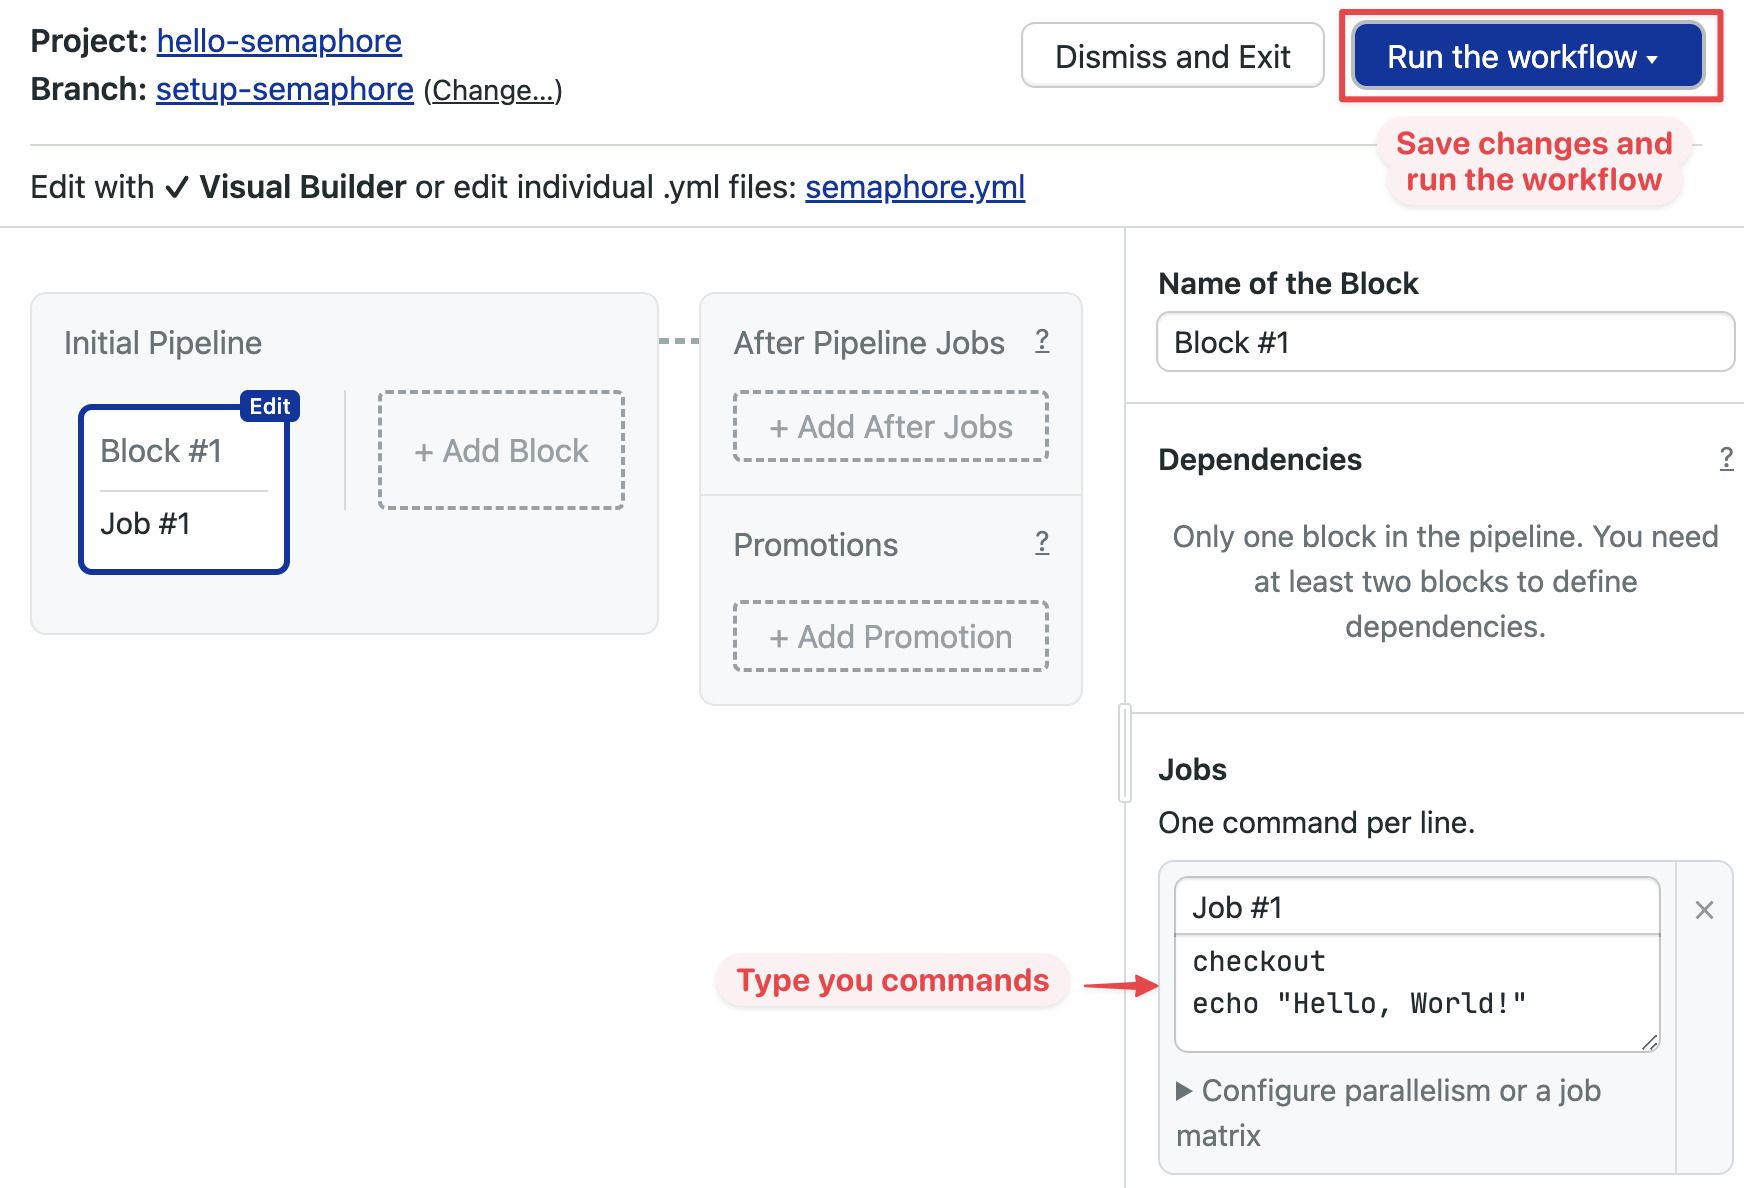 Project: hello-semaphore
Branch: setup-semaphore (Change...)
Dismiss and Exit
Run the workflow ▾
Save changes and
run the workflow
Edit with ✓ Visual Builder or edit individual .yml files: semaphore.yml
Initial Pipeline
Edit
Block #1
Job #1
+ Add Block
After Pipeline Jobs ?
+ Add After Jobs
Promotions ?
+ Add Promotion
Name of the Block
Block #1
Dependencies ?
Only one block in the pipeline. You need
at least two blocks to define
dependencies.
Jobs
One command per line.
Job #1
×
Type you commands
checkout
echo "Hello, World!"
▶ Configure parallelism or a job
matrix